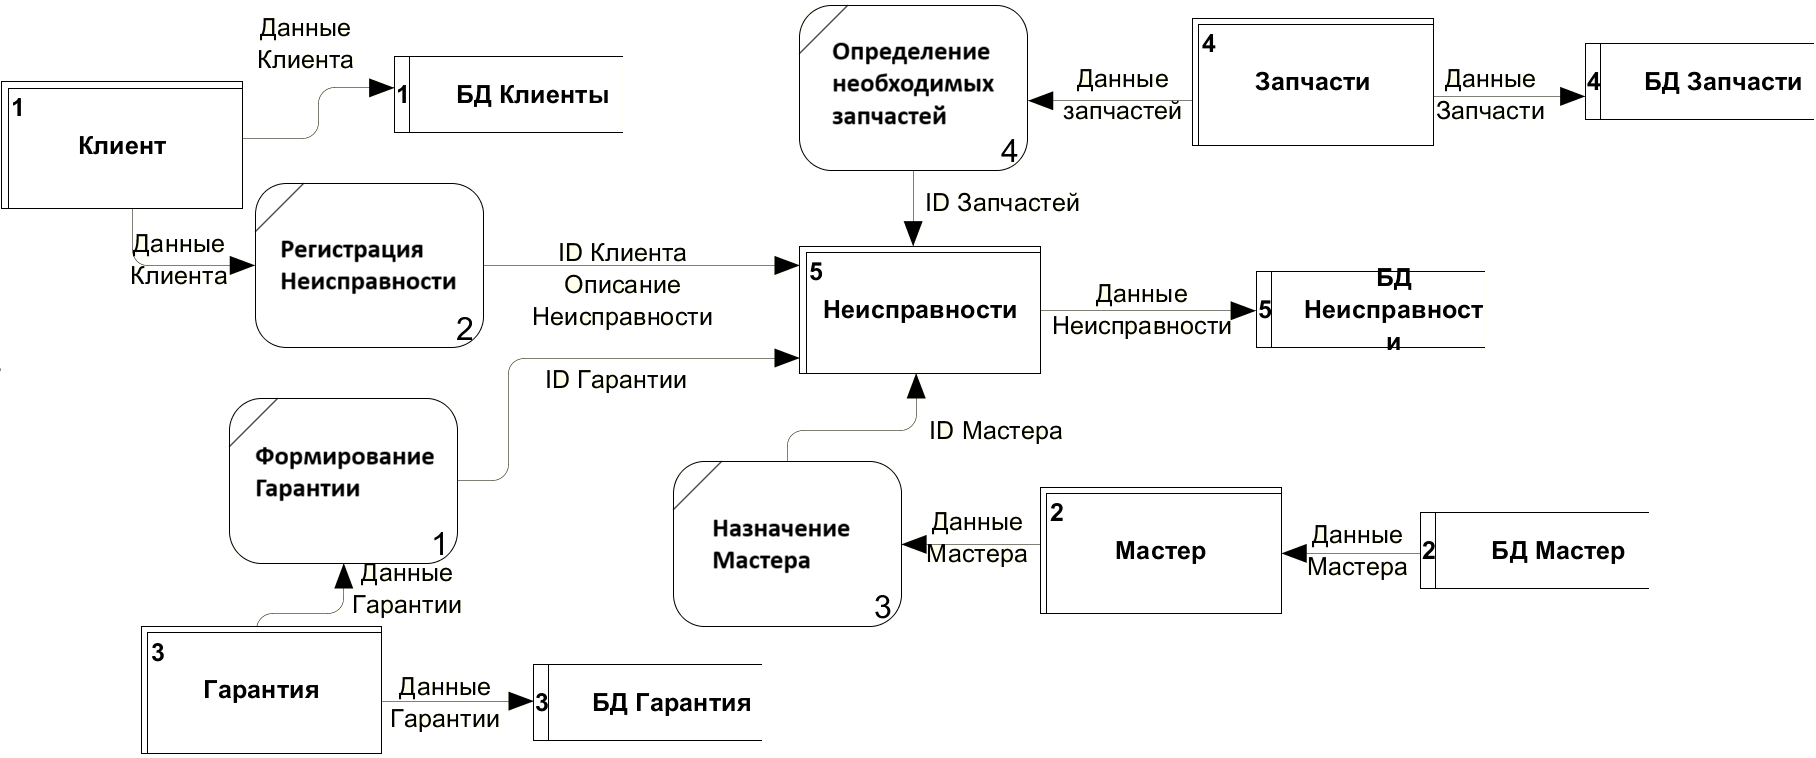 Данные
Клиента
1
Клиент
1
БД Клиенты
Определение
необходимых
запчастей
4
Данные
запчастей
4
Запчасти
Данные
Запчасти
4
БД Запчасти
Данные
Клиента
Регистрация
Неисправности
2
ID Клиента
Описание
Неисправности
ID Запчастей
5
Неисправности
Данные
Неисправности
5
БД
Неисправност
и
ID Гарантии
Формирование
Гарантии
1
ID Мастера
Назначение
Мастера
3
Данные
Мастера
2
Мастер
Данные
Мастера
2
БД Мастер
Данные
Гарантии
3
Гарантия
Данные
Гарантии
3
БД Гарантия